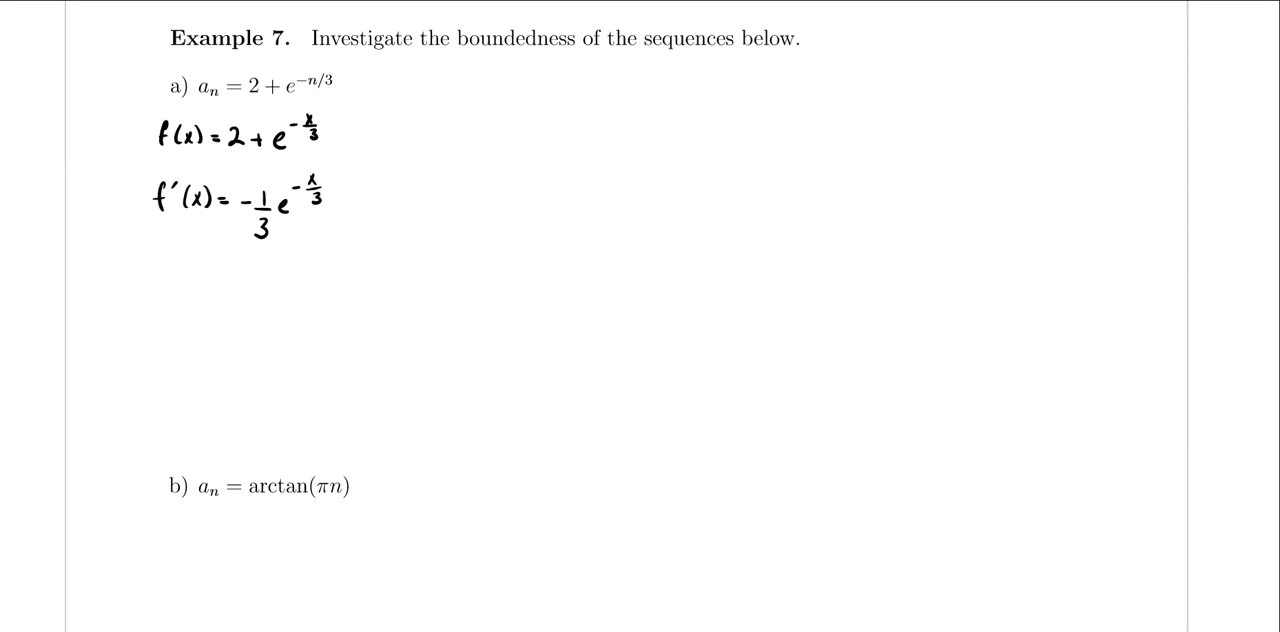 Example 7. Investigate the boundedness of the sequences below.
a) aₙ = 2 + e^{−n/3}
f(x) = 2 + e^{-x/3}
f′(x) = -1/3 e^{-x/3}
b) aₙ = arctan(πn)